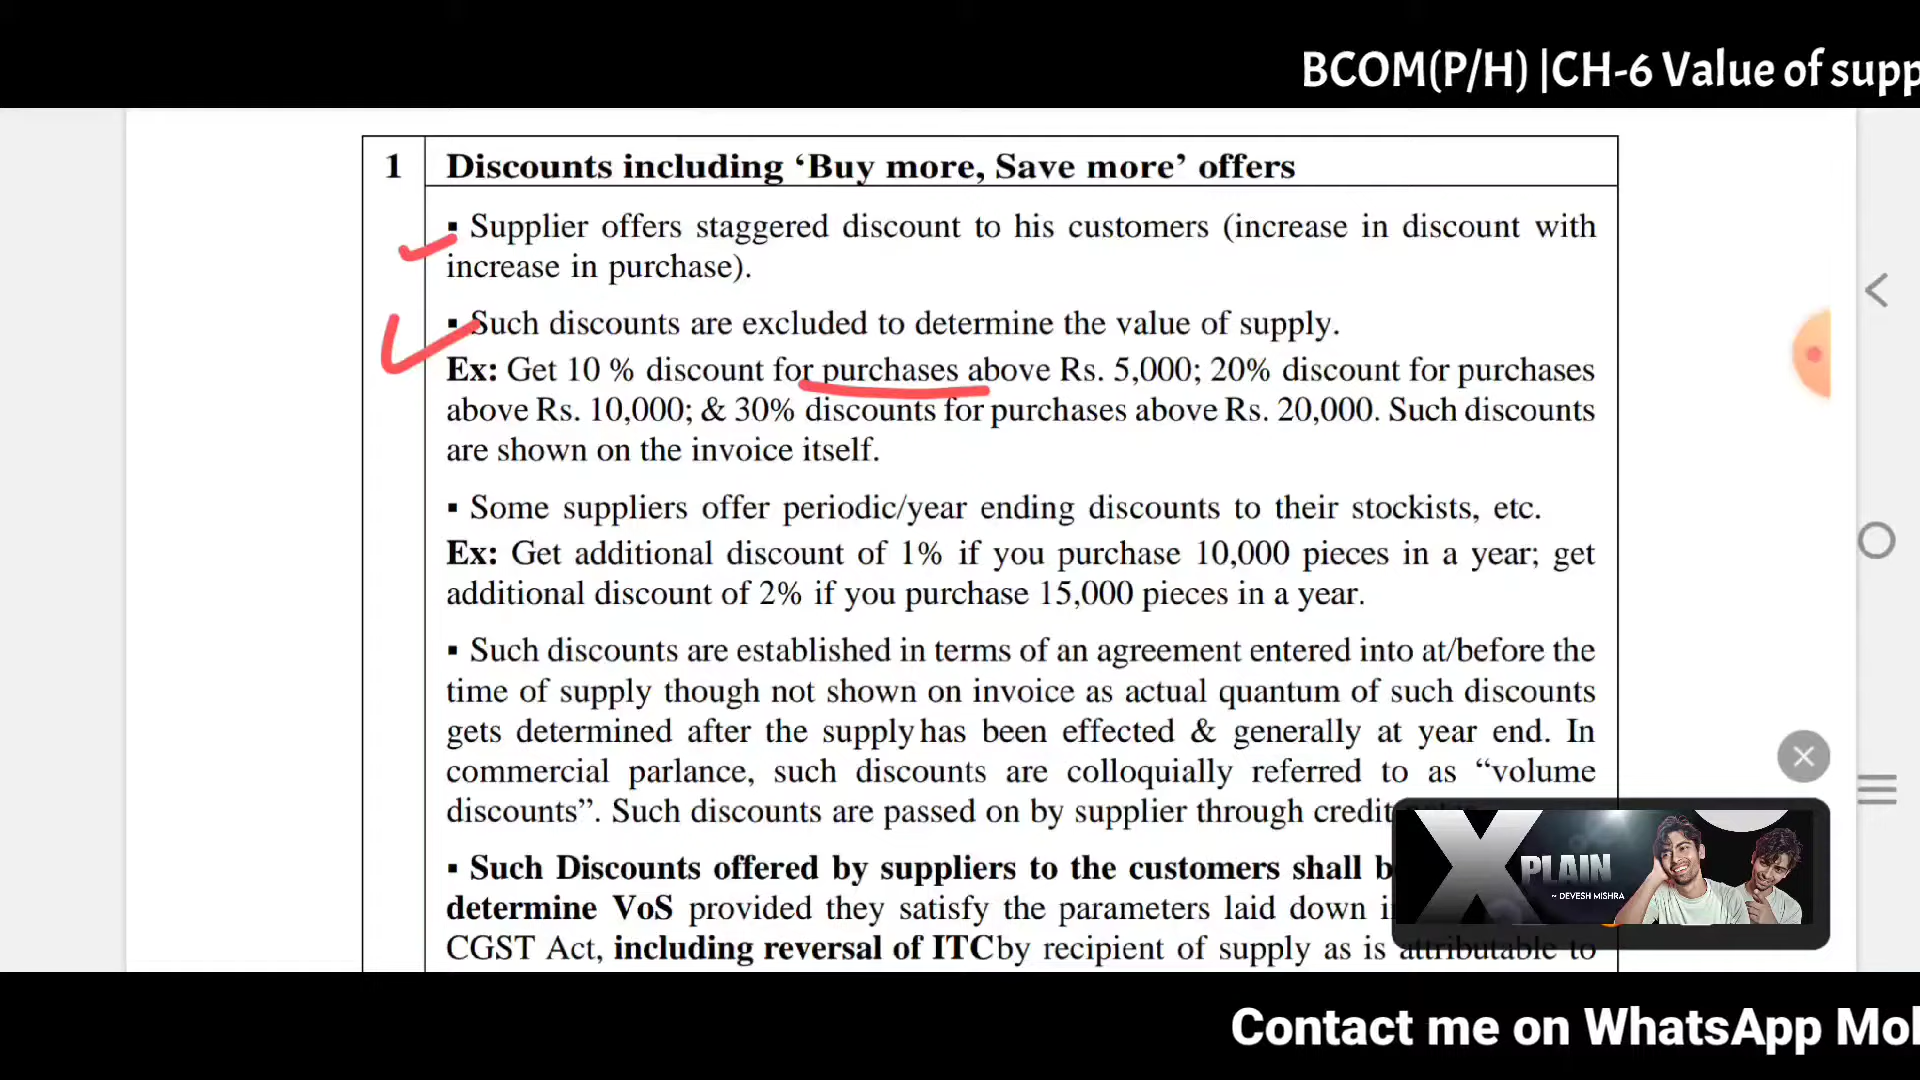 BCOM(P/H) |CH-6 Value of supp
1 Discounts including ‘Buy more, Save more’ offers
▪ Supplier offers staggered discount to his customers (increase in discount with
increase in purchase).
▪ Such discounts are excluded to determine the value of supply.
Ex: Get 10 % discount for purchases above Rs. 5,000; 20% discount for purchases
above Rs. 10,000; & 30% discounts for purchases above Rs. 20,000. Such discounts
are shown on the invoice itself.
▪ Some suppliers offer periodic/year ending discounts to their stockists, etc.
Ex: Get additional discount of 1% if you purchase 10,000 pieces in a year; get
additional discount of 2% if you purchase 15,000 pieces in a year.
▪ Such discounts are established in terms of an agreement entered into at/before the
time of supply though not shown on invoice as actual quantum of such discounts
gets determined after the supply has been effected & generally at year end. In
commercial parlance, such discounts are colloquially referred to as “volume
discounts”. Such discounts are passed on by supplier through credit
▪ Such Discounts offered by suppliers to the customers shall
determine VoS provided they satisfy the parameters laid down
CGST Act, including reversal of ITC by recipient of supply as is attributable to
XPLAIN
~ DEVESH MISHRA
Contact me on WhatsApp Mo